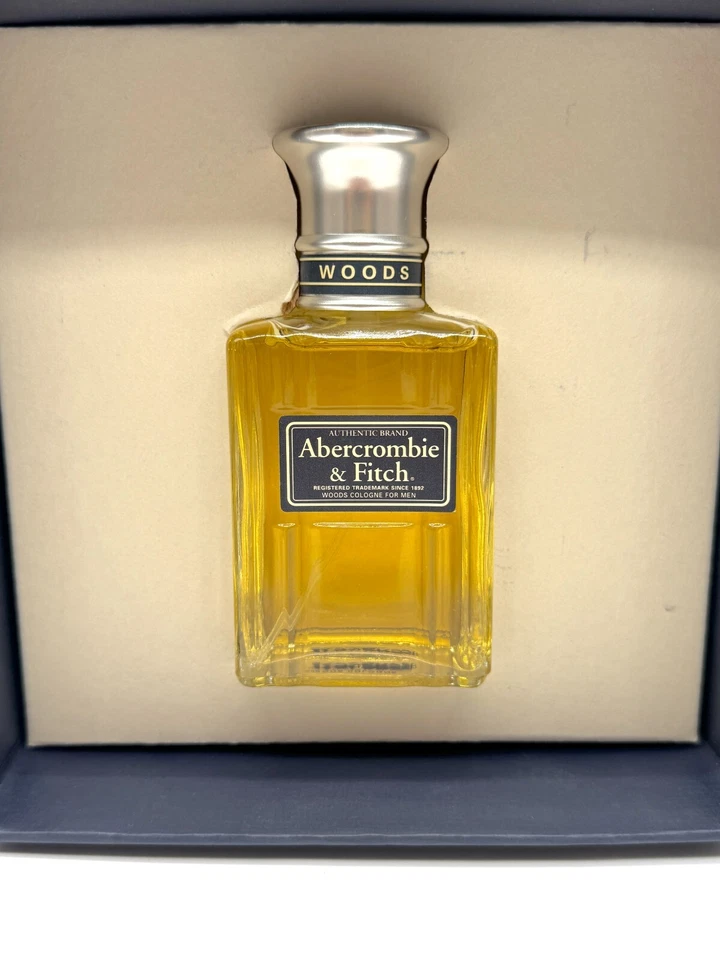 WOODS
AUTHENTIC BRAND
Abercrombie
& Fitch®
REGISTERED TRADEMARK SINCE 1892
WOODS COLOGNE FOR MEN